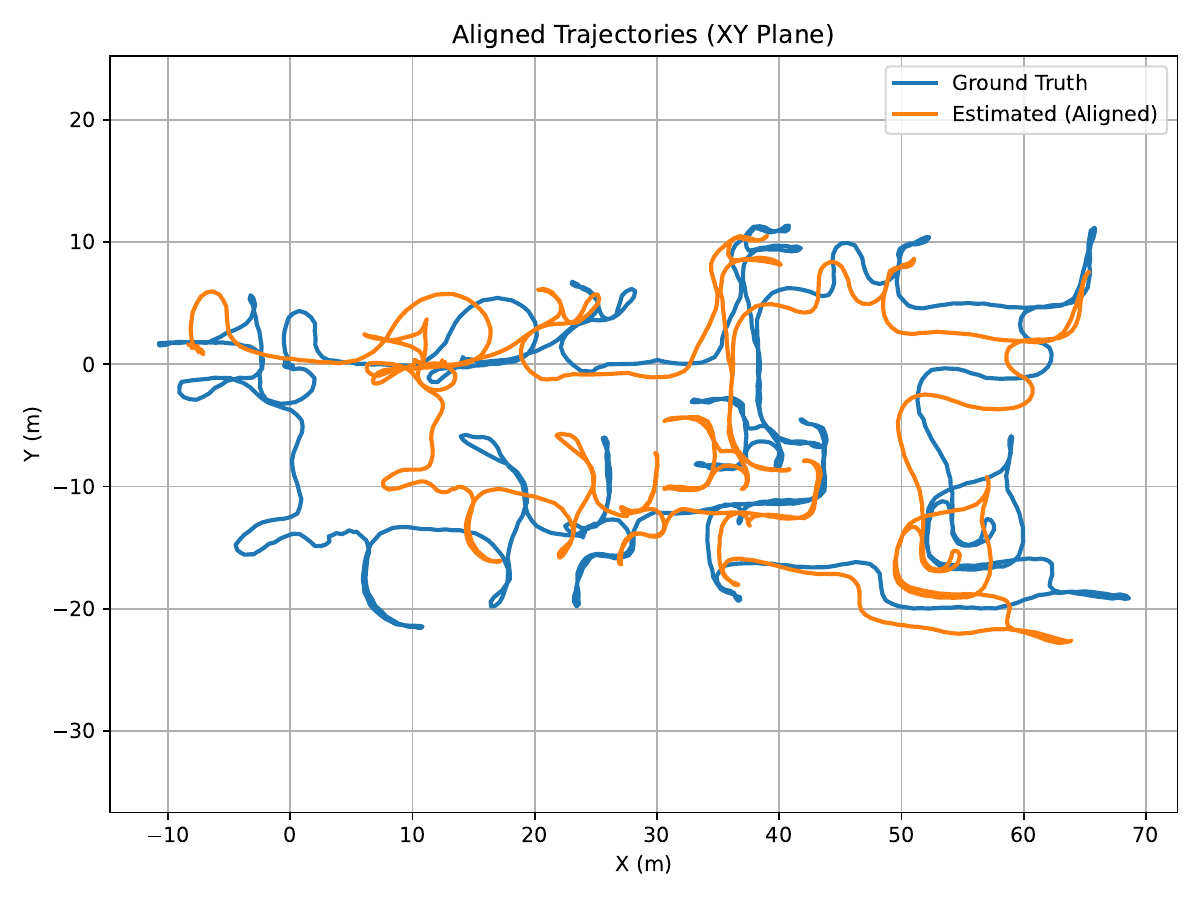 Aligned Trajectories (XY Plane)
Ground Truth
Estimated (Aligned)
Y (m)
20
10
0
−10
−20
−30
−10 0 10 20 30 40 50 60 70
X (m)